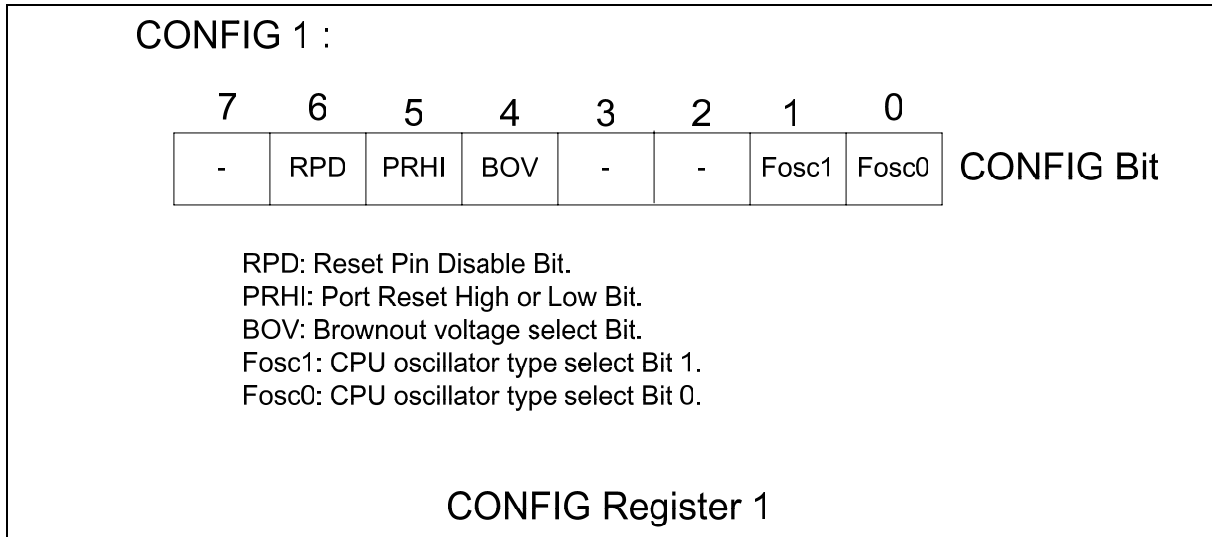 CONFIG 1 :
7 6 5 4 3 2 1 0
- RPD PRHI BOV - - Fosc1 Fosc0 CONFIG Bit
RPD: Reset Pin Disable Bit.
PRHI: Port Reset High or Low Bit.
BOV: Brownout voltage select Bit.
Fosc1: CPU oscillator type select Bit 1.
Fosc0: CPU oscillator type select Bit 0.
CONFIG Register 1